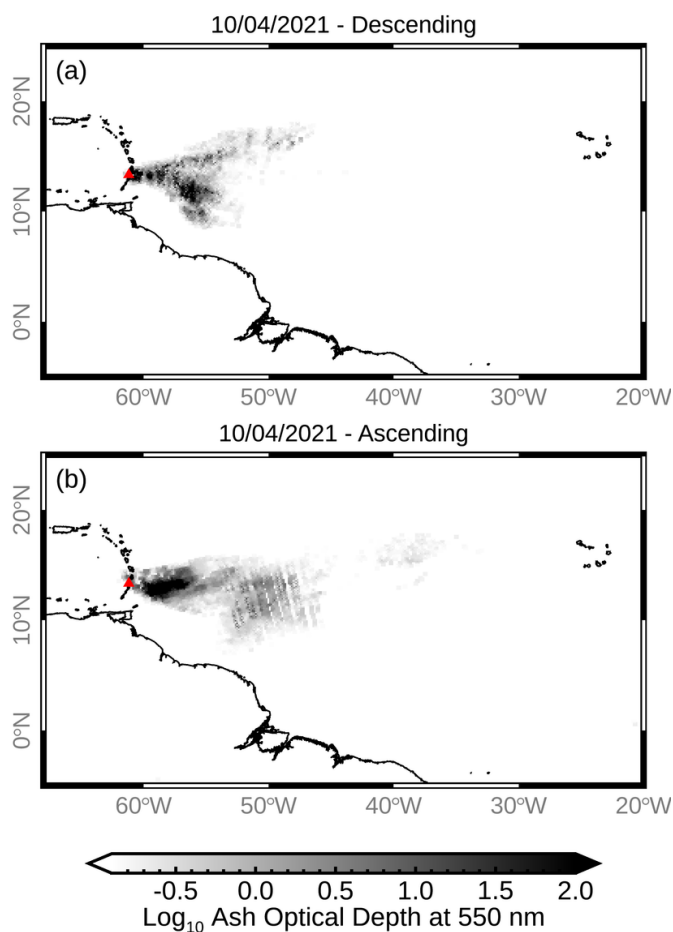 10/04/2021 - Descending
(a)
20°N
10°N
0°N
60°W 50°W 40°W 30°W 20°W
10/04/2021 - Ascending
(b)
20°N
10°N
0°N
60°W 50°W 40°W 30°W 20°W
-0.5 0.0 0.5 1.0 1.5 2.0
Log₁₀ Ash Optical Depth at 550 nm